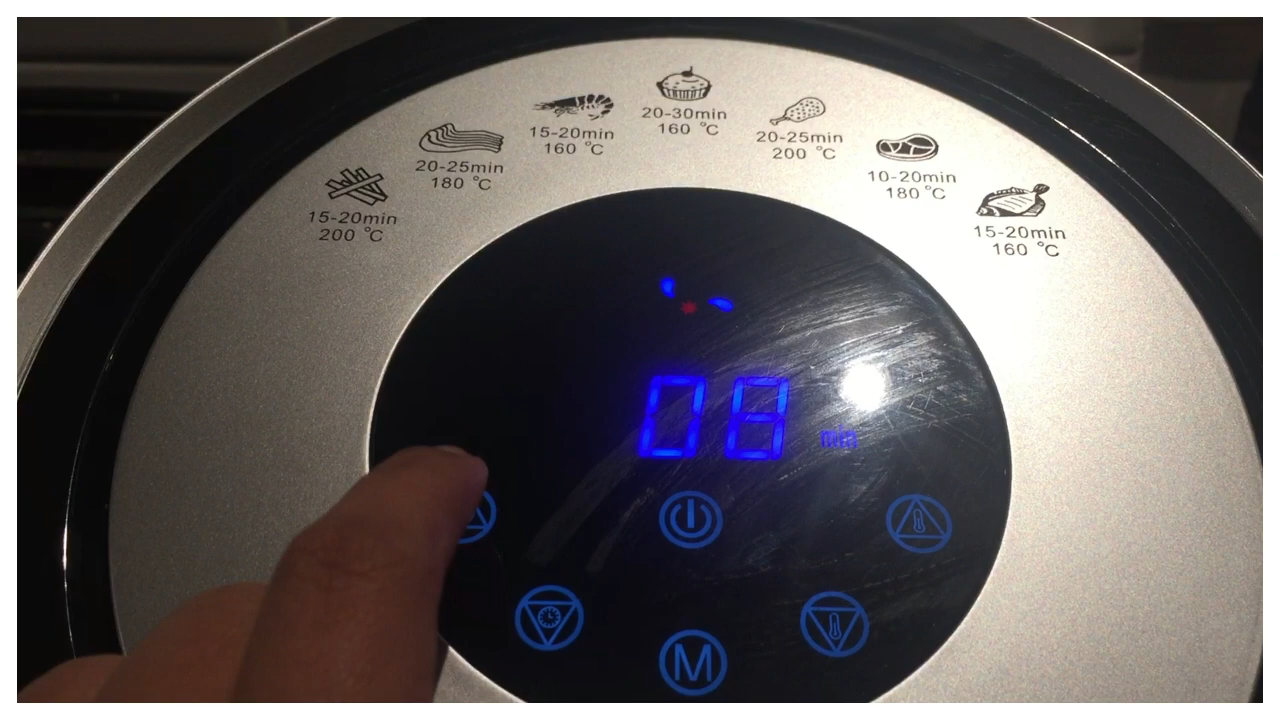 15-20min
200 °C
20-25min
180 °C
15-20min
160 °C
20-30min
160 °C
20-25min
200 °C
10-20min
180 °C
15-20min
160 °C
08
min
M